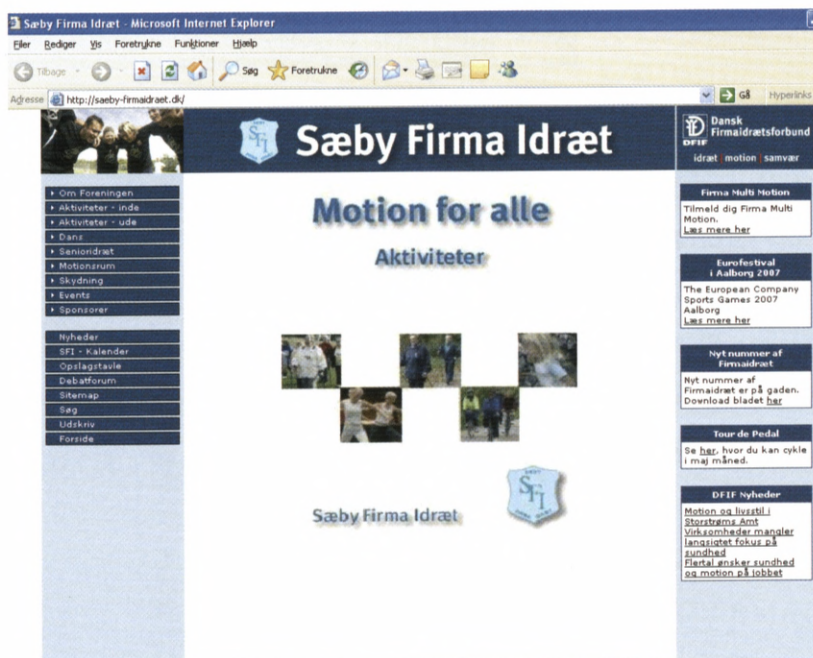 Sæby Firma Idræt - Microsoft Internet Explorer
Filer Rediger Vis Foretrukne Funktioner Hjælp
Tilbage Søg Foretrukne
Adresse http://saeby-firmaidraet.dk/ Gå Hyperlinks
SFI Sæby Firma Idræt
Dansk
Firmaidrætsforbund
DFIF
idræt | motion | samvær
Om Foreningen
Aktiviteter - inde
Aktiviteter - ude
Dans
Senioridræt
Motionsrum
Skydning
Events
Sponsorer
Nyheder
SFI - Kalender
Opslagstavle
Debatforum
Sitemap
Søg
Udskriv
Forside
Motion for alle
Aktiviteter
Sæby Firma Idræt
SÆBY
SFI
Firma Multi Motion
Tilmeld dig Firma Multi
Motion.
Læs mere her
Eurofestival
i Aalborg 2007
The European Company
Sports Games 2007
Aalborg
Læs mere her
Nyt nummer af
Firmaidræt
Nyt nummer af
Firmaidræt er på gaden.
Download bladet her
Tour de Pedal
Se her, hvor du kan cykle
i maj måned.
DFIF Nyheder
Motion og livsstil i
Storstrøms Amt
Virksomheder mangler
langsigtet fokus på
sundhed
Flertal ønsker sundhed
og motion på jobbet